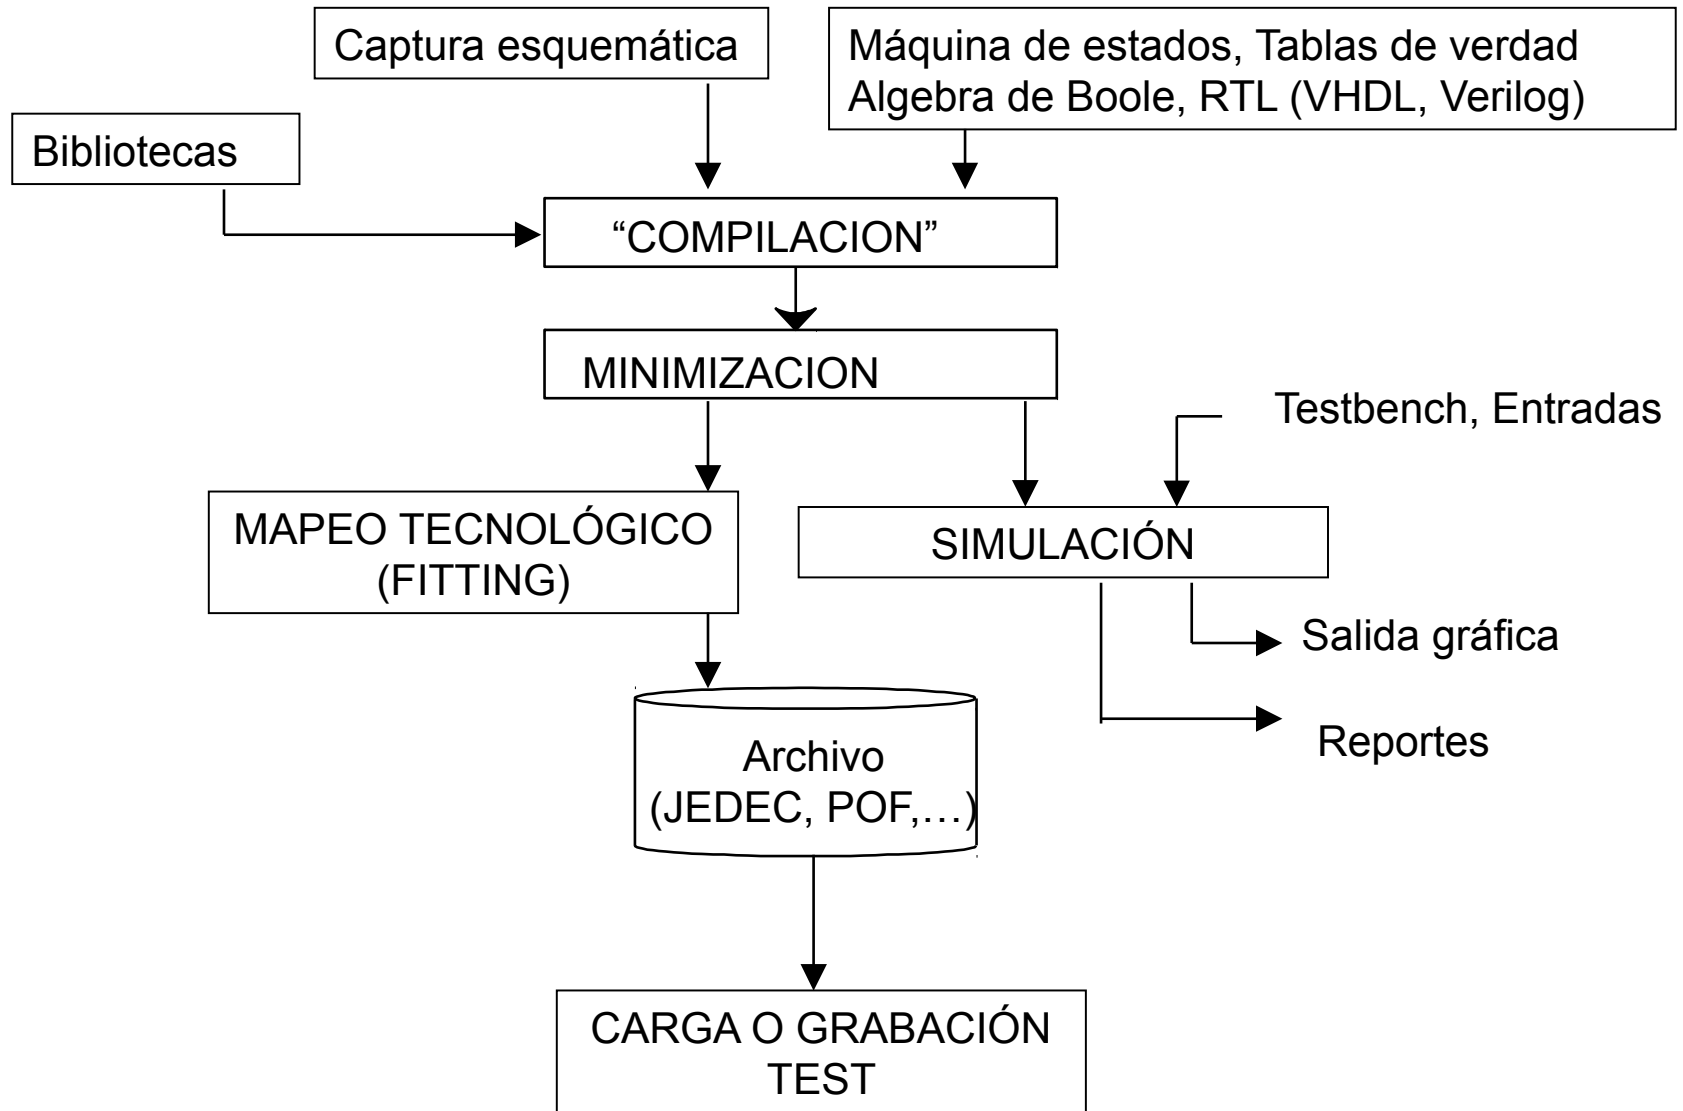 Captura esquemática
Máquina de estados, Tablas de verdad
Algebra de Boole, RTL (VHDL, Verilog)
Bibliotecas
“COMPILACION”
MINIMIZACION
Testbench, Entradas
MAPEO TECNOLÓGICO
(FITTING)
SIMULACIÓN
Salida gráfica
Reportes
Archivo
(JEDEC, POF,…)
CARGA O GRABACIÓN
TEST